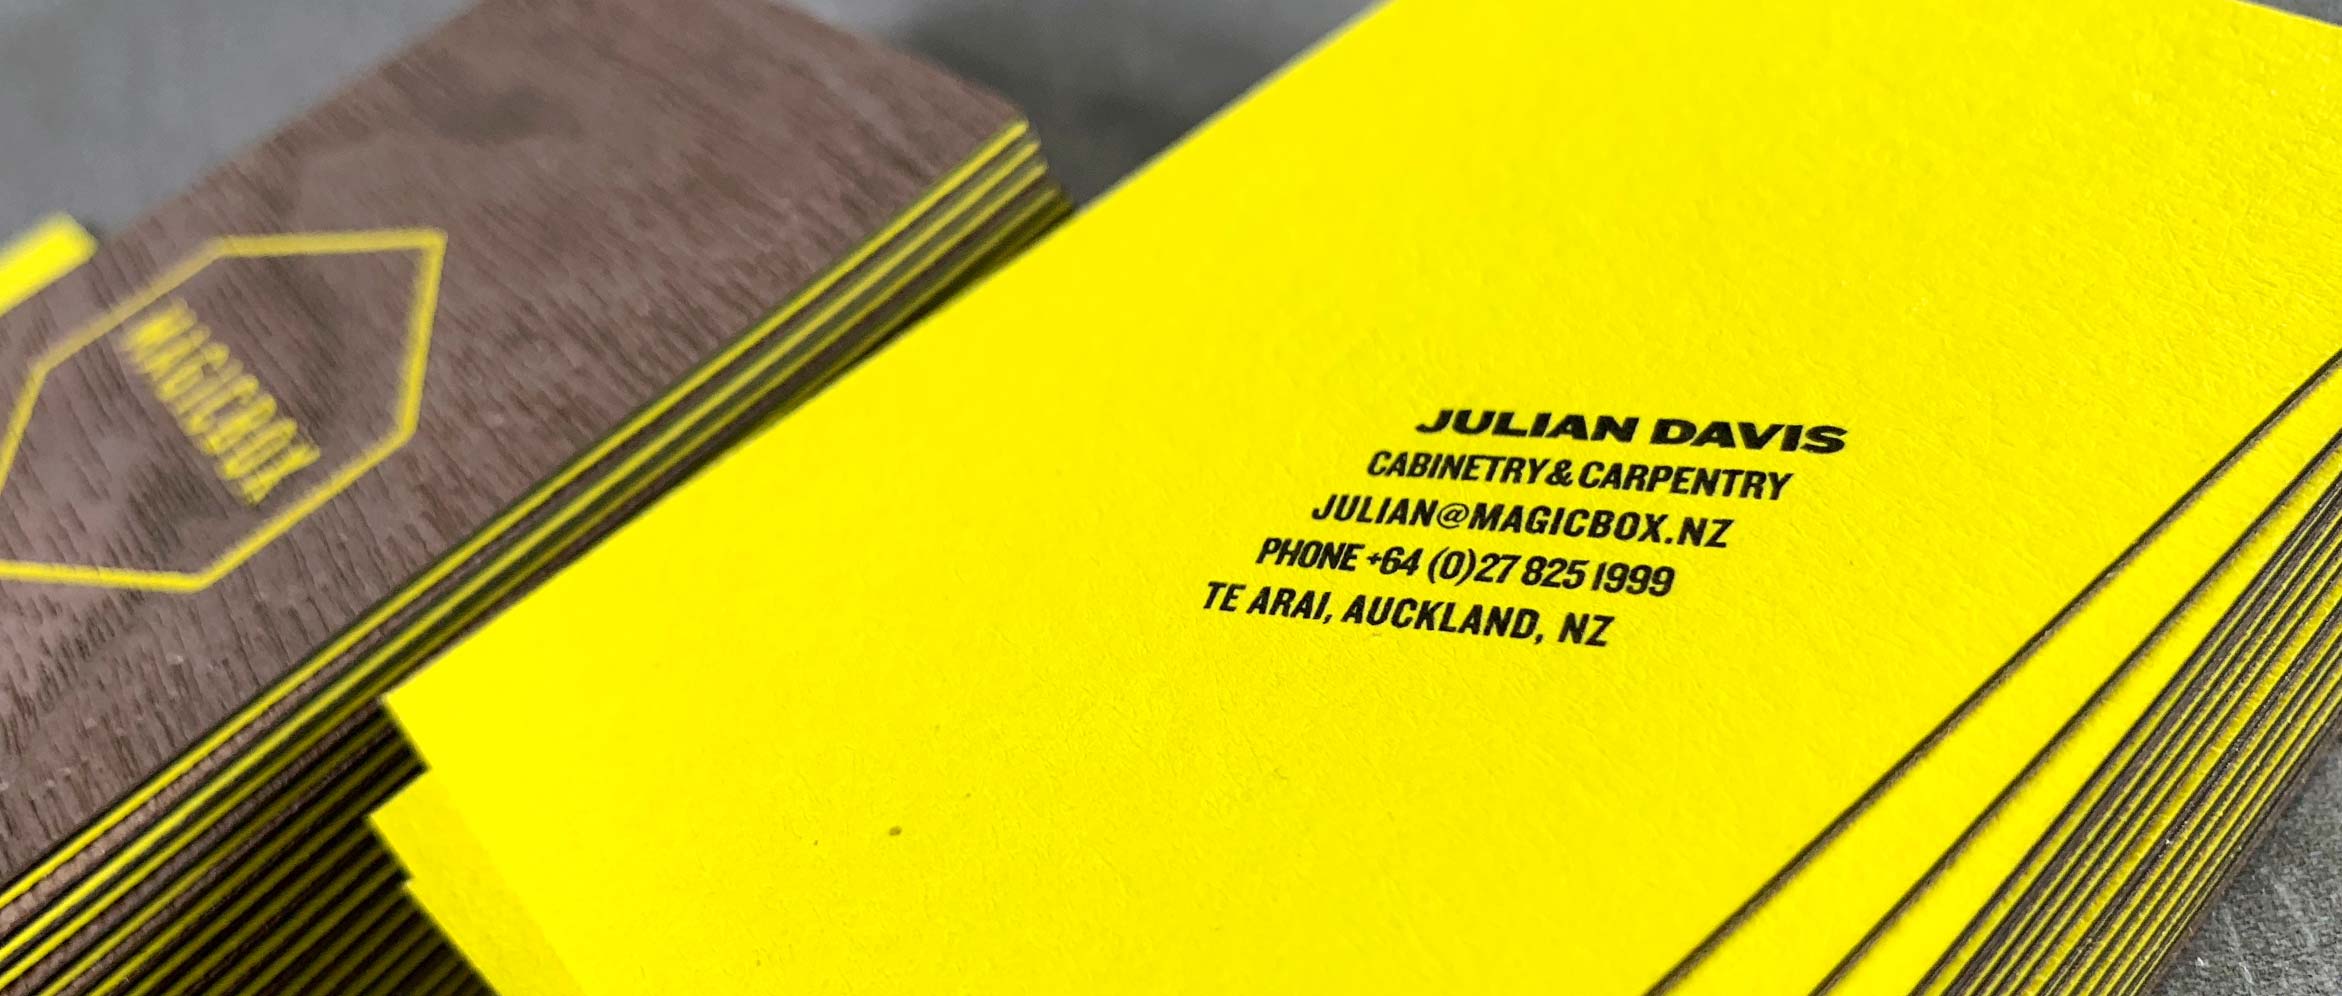 MAGICBOX
JULIAN DAVIS
CABINETRY & CARPENTRY
JULIAN@MAGICBOX.NZ
PHONE +64 (0)27 825 1999
TE ARAI, AUCKLAND, NZ